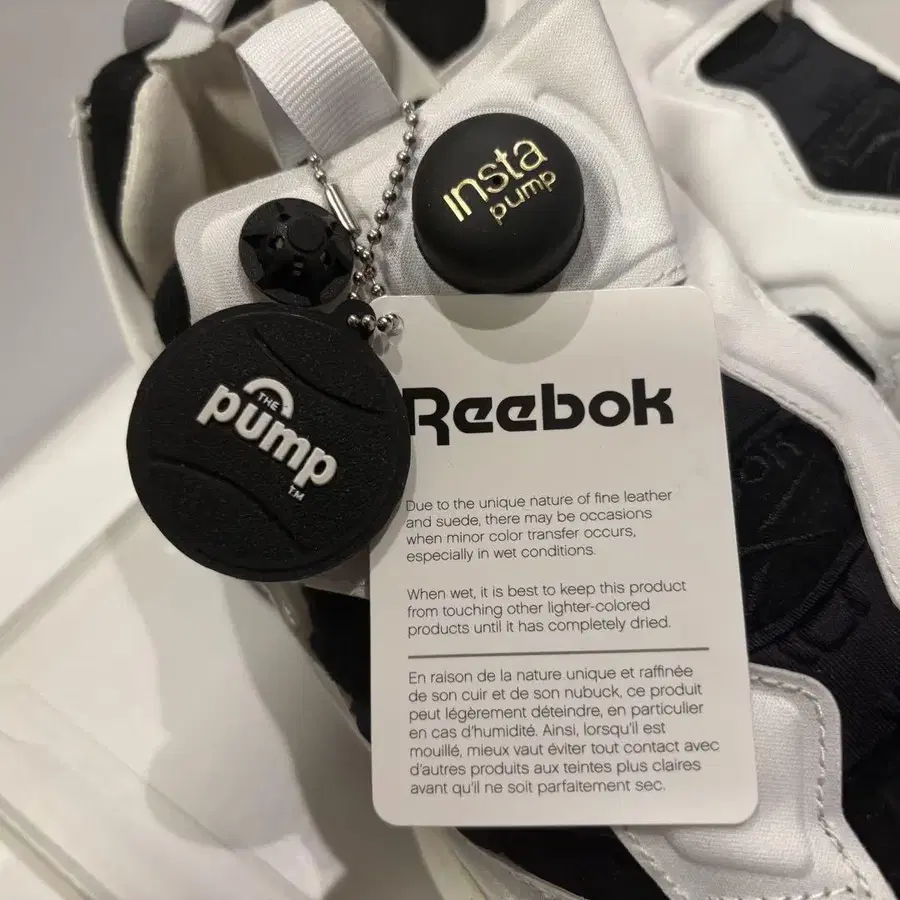 Insta
pump
THE
pump
TM
Reebok
Due to the unique nature of fine leather
and suede, there may be occasions
when minor color transfer occurs,
especially in wet conditions.
When wet, it is best to keep this product
from touching other lighter-colored
products until it has completely dried.
En raison de la nature unique et raffinée
de son cuir et de son nubuck, ce produit
peut légèrement déteindre, en particulier
en cas d'humidité. Ainsi, lorsqu'il est
mouillé, mieux vaut éviter tout contact avec
d'autres produits aux teintes plus claires
avant qu'il ne soit parfaitement sec.